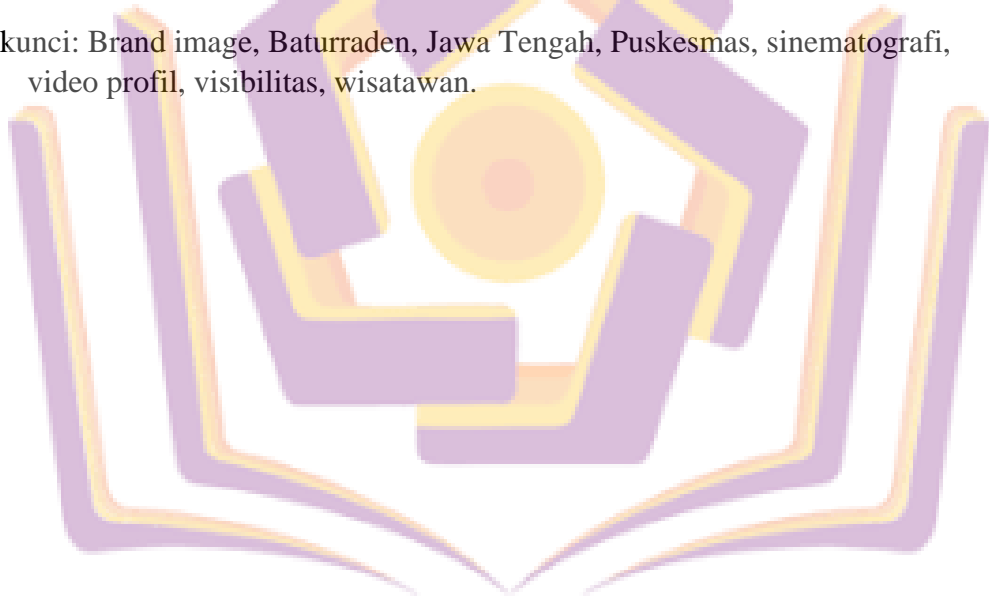 kunci: Brand image, Baturraden, Jawa Tengah, Puskesmas, sinematografi,
video profil, visibilitas, wisatawan.